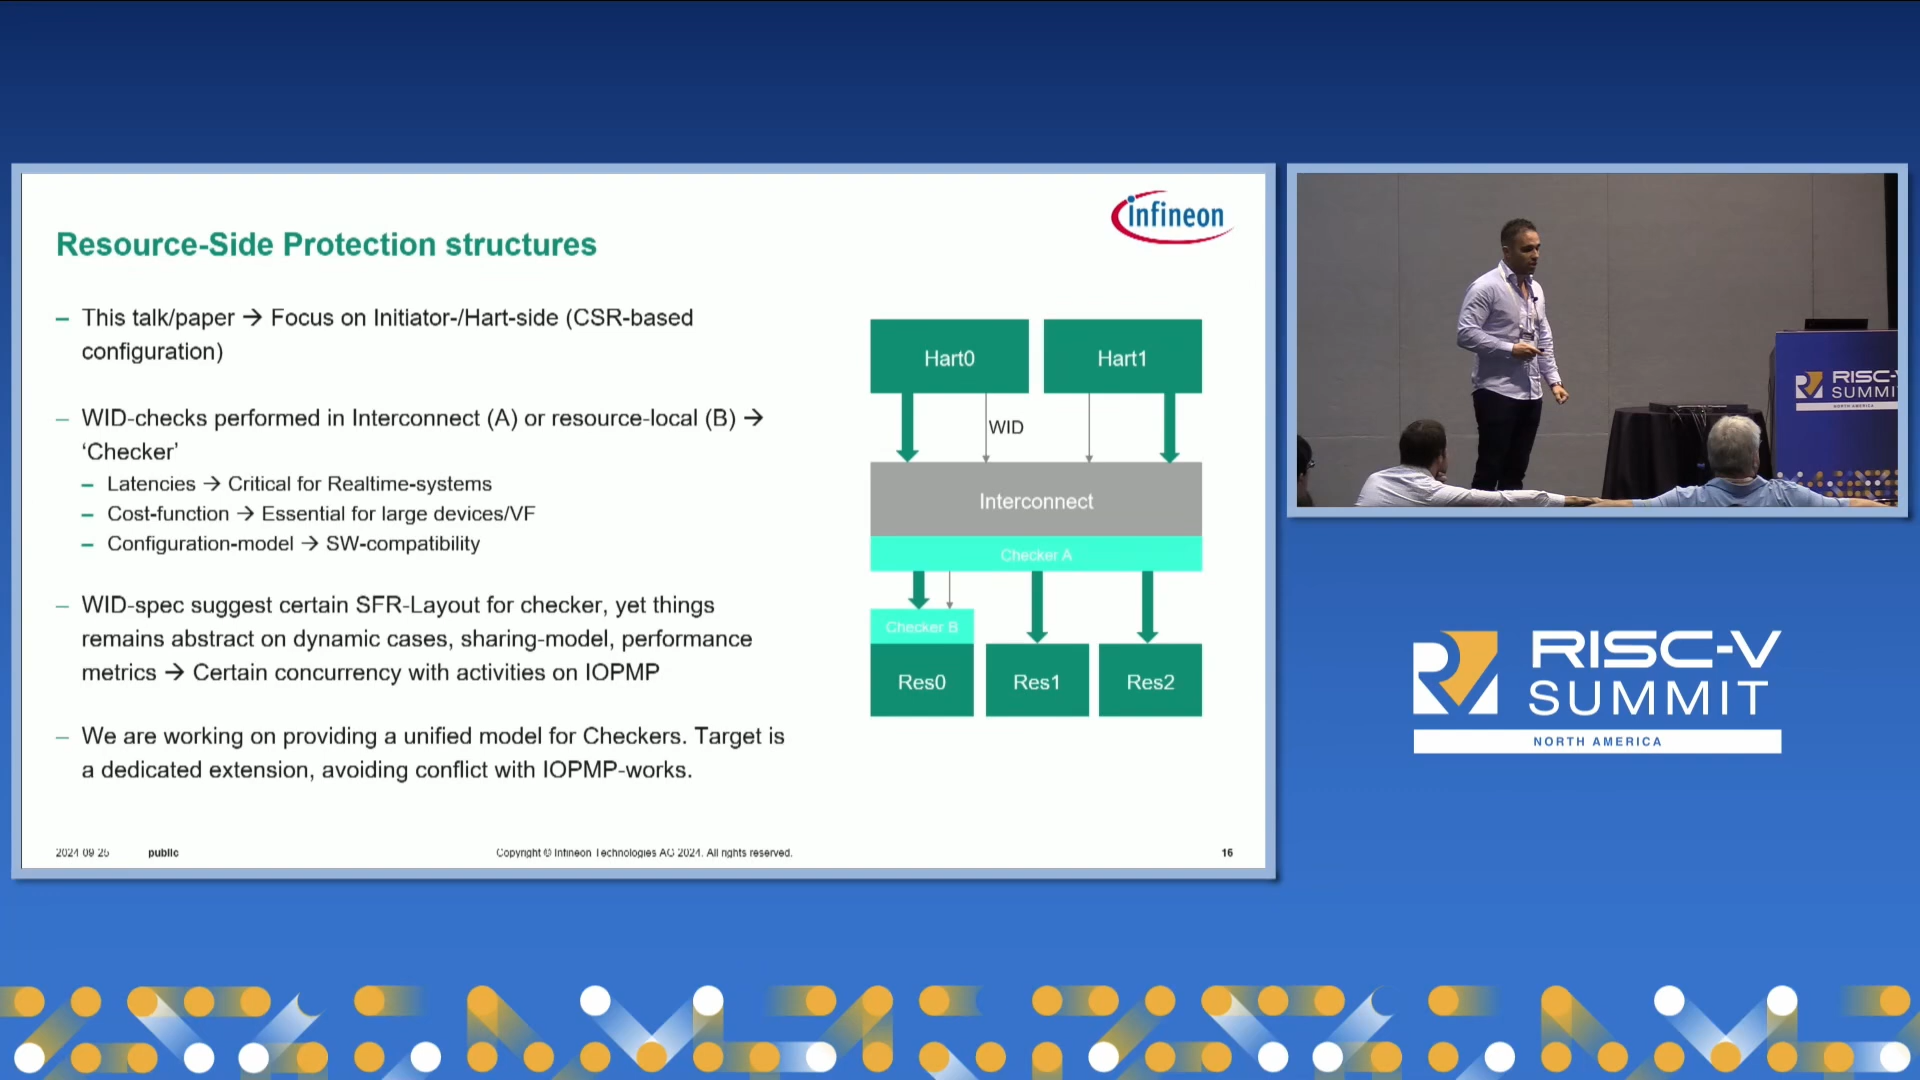 infineon
Resource-Side Protection structures
– This talk/paper → Focus on Initiator-/Hart-side (CSR-based
configuration)
– WID-checks performed in Interconnect (A) or resource-local (B) →
‘Checker’
– Latencies → Critical for Realtime-systems
– Cost-function → Essential for large devices/VF
– Configuration-model → SW-compatibility
– WID-spec suggest certain SFR-Layout for checker, yet things
remains abstract on dynamic cases, sharing-model, performance
metrics → Certain concurrency with activities on IOPMP
– We are working on providing a unified model for Checkers. Target is
a dedicated extension, avoiding conflict with IOPMP-works.
Hart0
Hart1
WID
Interconnect
Checker A
Checker B
Res0
Res1
Res2
2024 09 25
public
Copyright © Infineon Technologies AG 2024. All rights reserved.
16
RISC-V
SUMMIT
NORTH AMERICA
RISC-V
SUMMIT
NORTH AMERICA